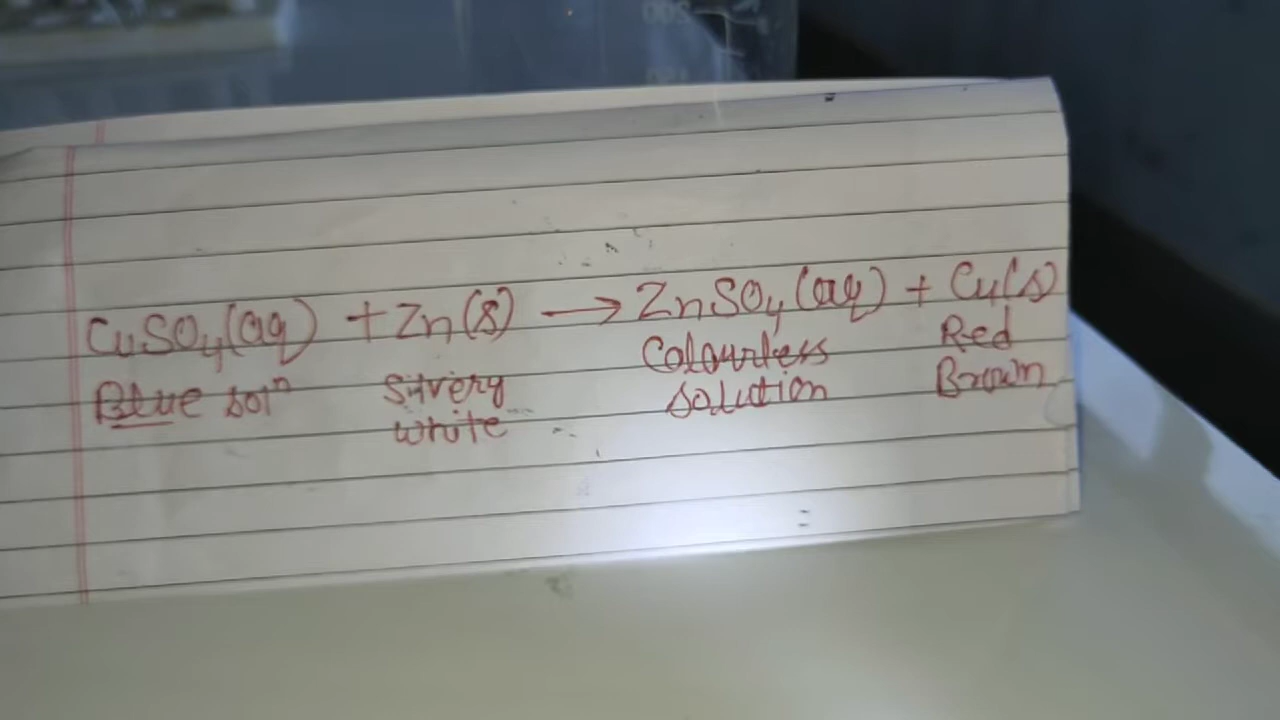 CuSO4(aq) + Zn(s) → ZnSO4(aq) + Cu(s)
Blue solⁿ Silvery white Colourless solution Red Brown